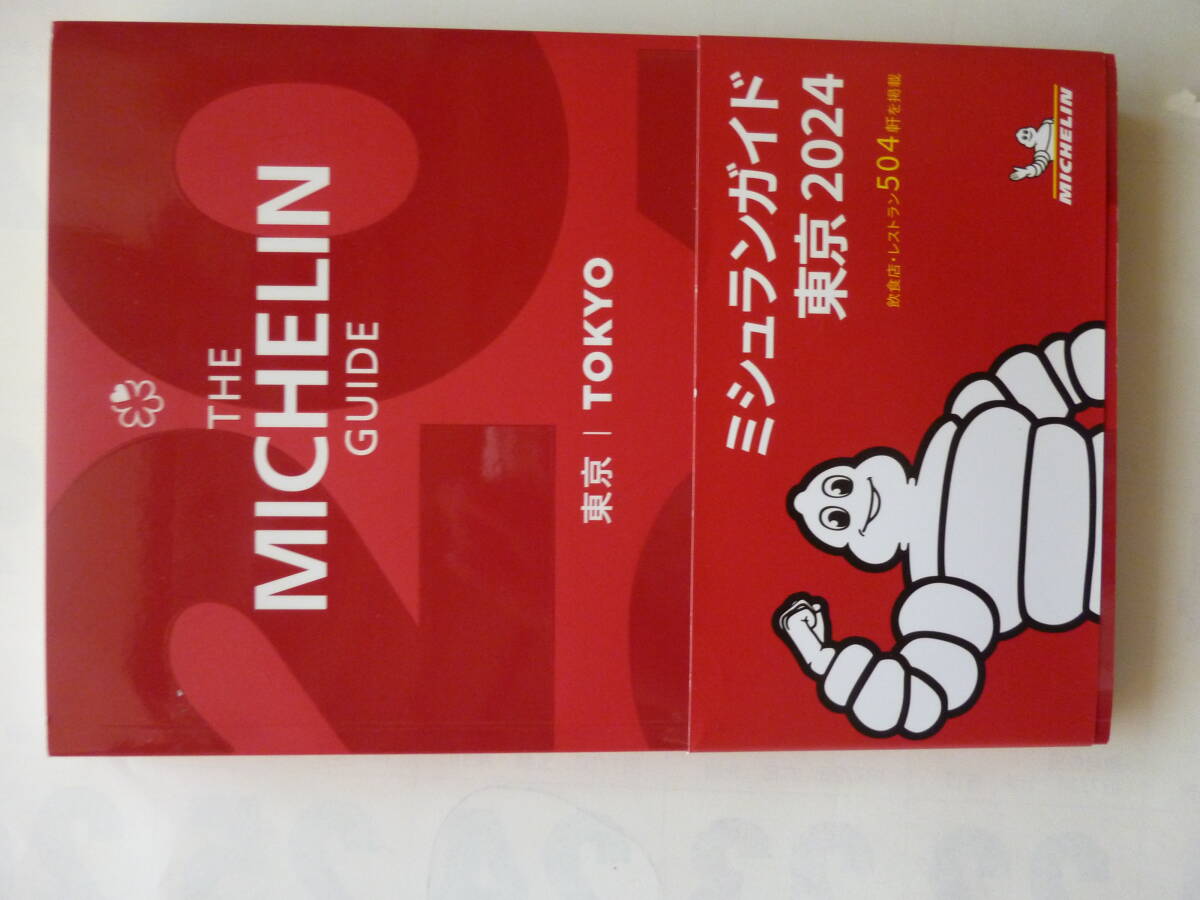 THE
MICHELIN
GUIDE
東京 | TOKYO
ミシュランガイド
東京 2024
飲食店・レストラン504軒を掲載
MICHELIN